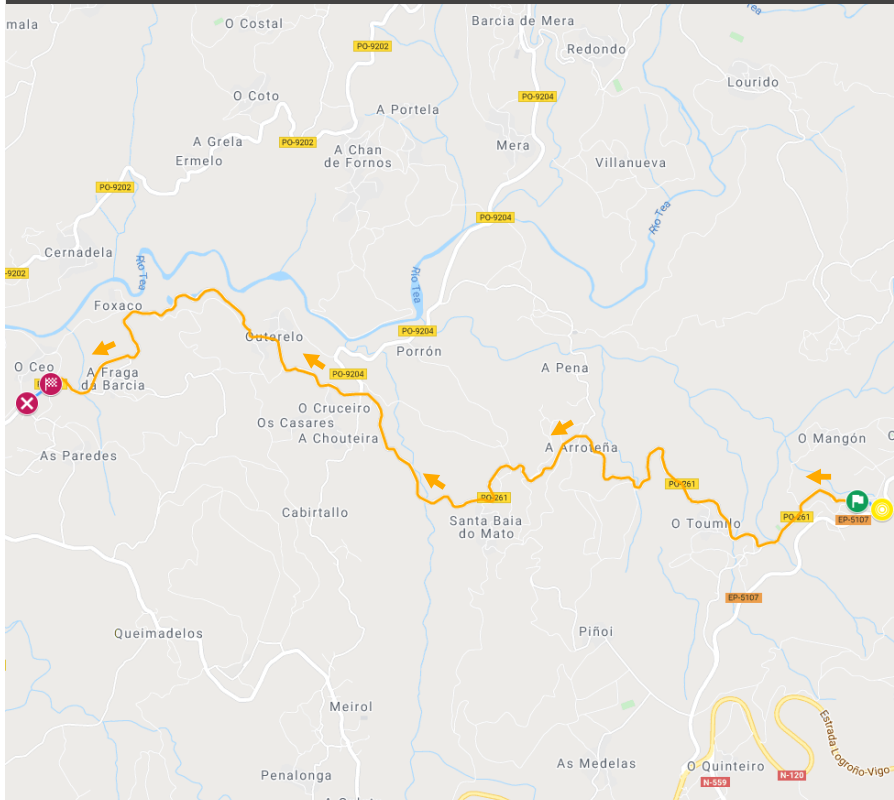 mala
O Costal
Barcia de Mera
Tea
PO-9202
Redondo
Lourido
O Coto
PO-9204
A Portela
A Grela
PO-9202
Ermelo
A Chan
de Fornos
Mera
Villanueva
PO-9202
PO-9204
Río Tea
Cernadela
-9202
Río Tea
Río Tea
Foxaco
Outorelo
PO-9204
Porrón
O Ceo
A Fraga
da Barcia
PO-9204
A Pena
O Cruceiro
Os Casares
A Chouteira
A Arroteña
O Mangón
As Paredes
PO-261
PO-261
Cabirtallo
Santa Baia
do Mato
O Toumilo
PO-261
EP-5107
EP-5107
Queimadelos
Piñoi
Meirol
Estrada Logroño-Vigo
Penalonga
As Medelas
O Quinteiro
N-120
N-559